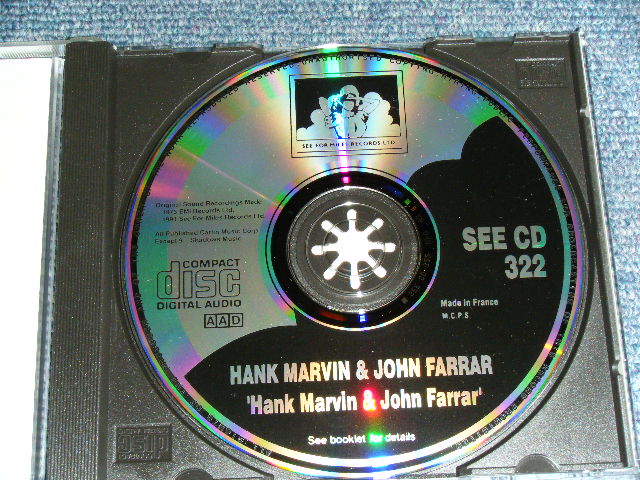 SEE FOR MILES RECORDS LTD.
Original Sound Recordings Made
1973 EMI Records Ltd.
1991 See For Miles Records Ltd.
All Published Carlin Music Corp
Except 9 - Shadows Music
COMPACT
disc
DIGITAL AUDIO
AAD
SEE CD
322
Made in France
M.C.P.S.
HANK MARVIN & JOHN FARRAR
'Hank Marvin & John Farrar'
See booklet for details